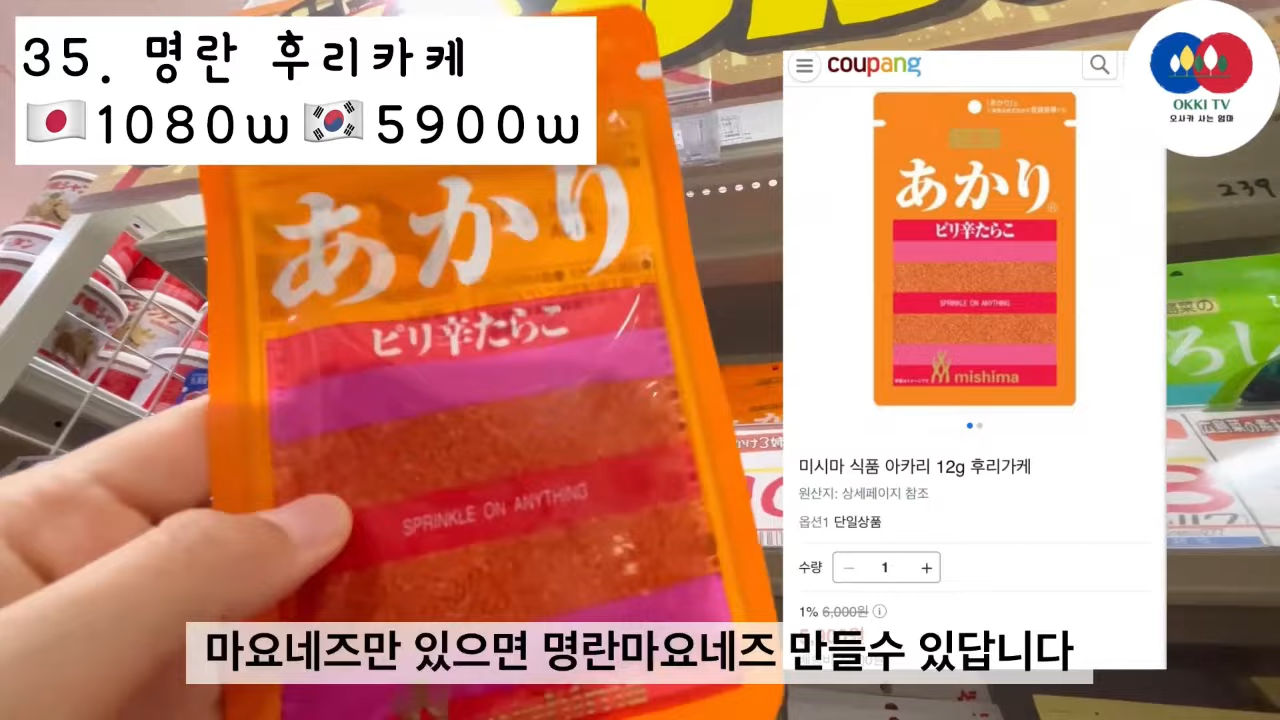 35. 명란 후리카케
1080w 5900w
あかり
ピリ辛たらこ
SPRINKLE ON ANYTHING
mishima
coupang
あかり
ピリ辛たらこ
SPRINKLE ON ANYTHING
mishima
미시마 식품 아카리 12g 후리가케
원산지: 상세페이지 참조
옵션1 단일상품
수량 1
1% 6,000원
OKKI TV
오사카 사는 엄마
239
마요네즈만 있으면 명란마요네즈 만들수 있답니다